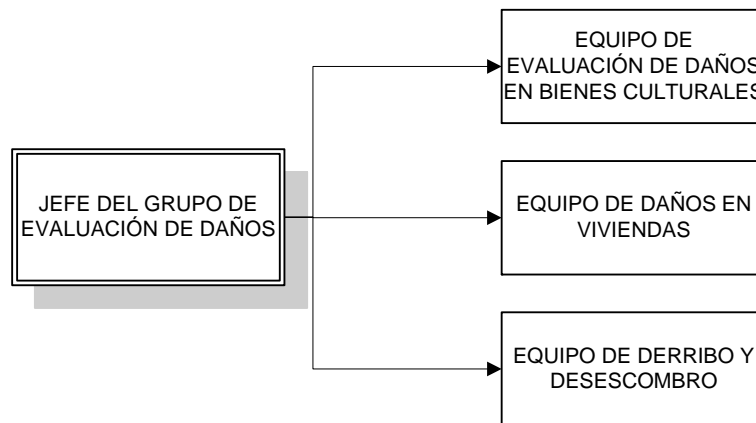 JEFE DEL GRUPO DE
EVALUACIÓN DE DAÑOS
EQUIPO DE
EVALUACIÓN DE DAÑOS
EN BIENES CULTURALES
EQUIPO DE DAÑOS EN
VIVIENDAS
EQUIPO DE DERRIBO Y
DESESCOMBRO